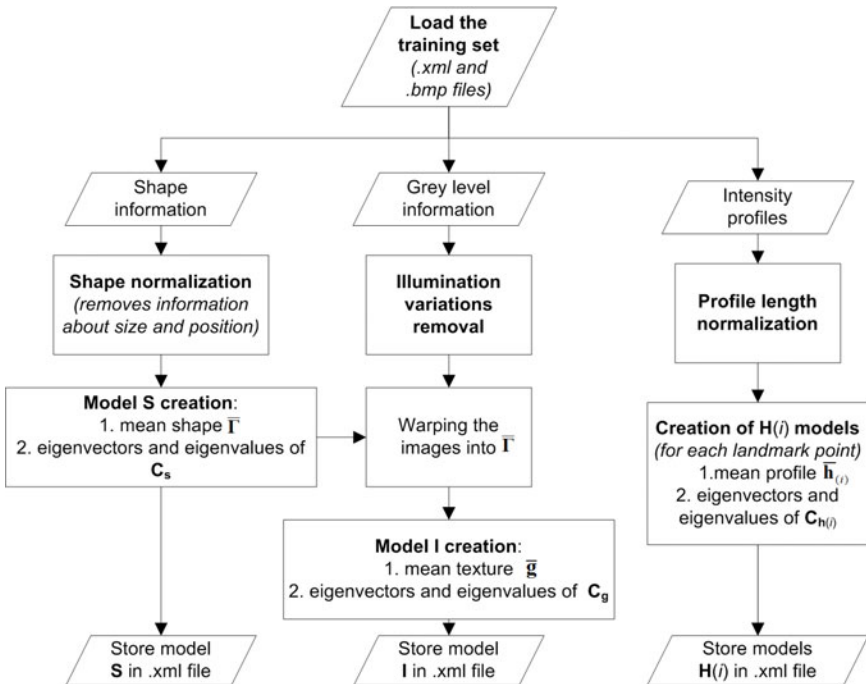 Load the
training set
(.xml and
.bmp files)
Shape
information
Grey level
information
Intensity
profiles
Shape normalization
(removes information
about size and position)
Illumination
variations
removal
Profile length
normalization
Model S creation:
1. mean shape Γ̅
2. eigenvectors and eigenvalues of
Cₛ
Warping the
images into Γ̅
Creation of H(i) models
(for each landmark point)
1.mean profile h̅₍ᵢ₎
2. eigenvectors and
eigenvalues of C_h(i)
Model I creation:
1. mean texture g̅
2. eigenvectors and eigenvalues of C_g
Store model
S in .xml file
Store model
I in .xml file
Store models
H(i) in .xml file